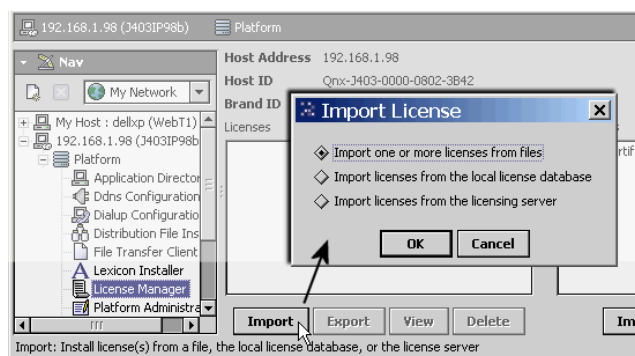 192.168.1.98 (J403IP98b) Platform
Nav
My Network
My Host : dellxp (WebT1)
192.168.1.98 (J403IP98b
Platform
Application Director
Ddns Configuration
Dialup Configuratio
Distribution File Ins
File Transfer Client
Lexicon Installer
License Manager
Platform Administra
Host Address 192.168.1.98
Host ID Qnx-J403-0000-0802-3B42
Brand ID
Licenses
Import License
Import one or more licenses from files
Import licenses from the local license database
Import licenses from the licensing server
OK Cancel
Import Export View Delete Im
Import: Install license(s) from a file, the local license database, or the license server